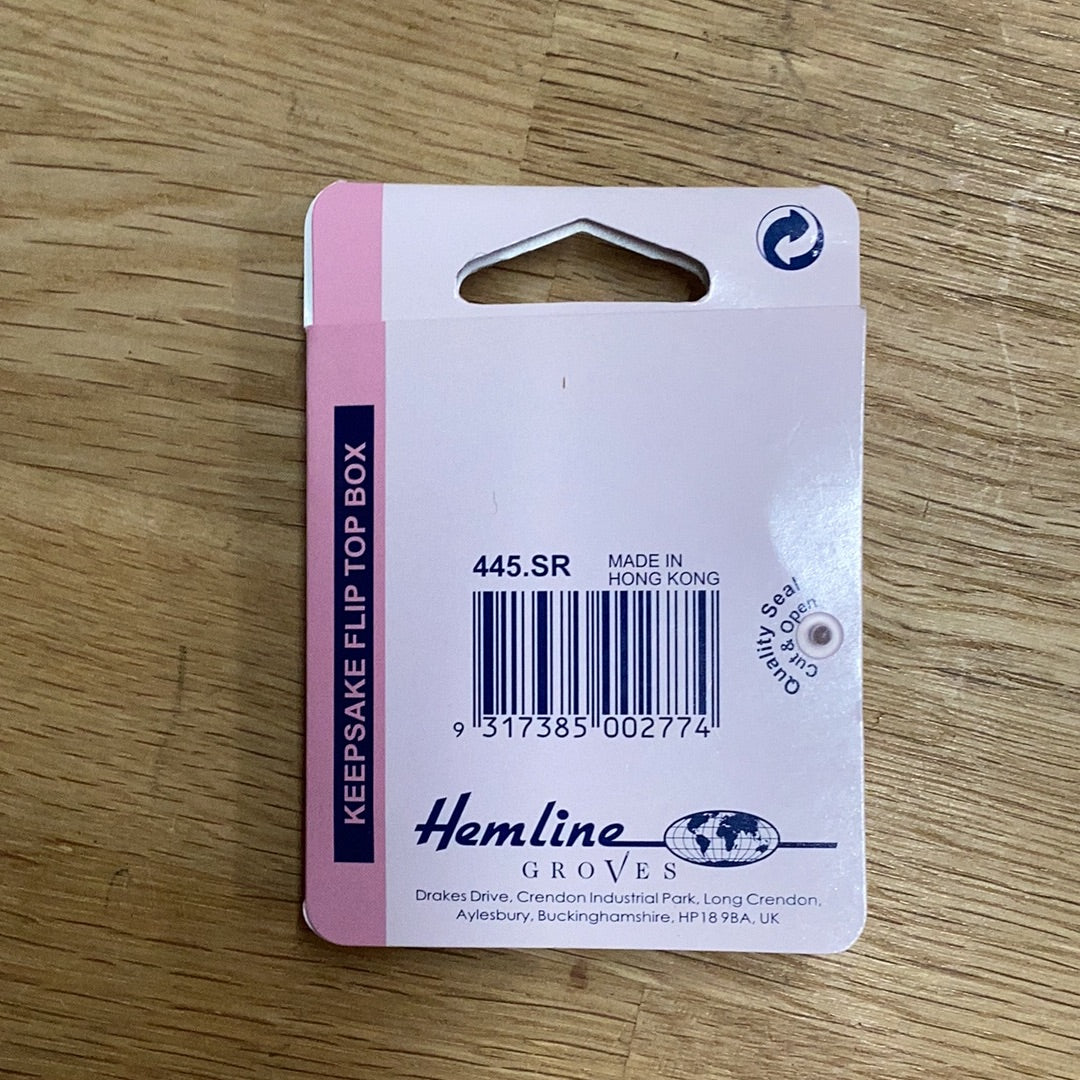 KEEPSAKE FLIP TOP BOX
445.SR
MADE IN
HONG KONG
Quality Seal
Cut & Open
9 317385 002774
Hemline
GROVES
Drakes Drive, Crendon Industrial Park, Long Crendon,
Aylesbury, Buckinghamshire, HP18 9BA, UK